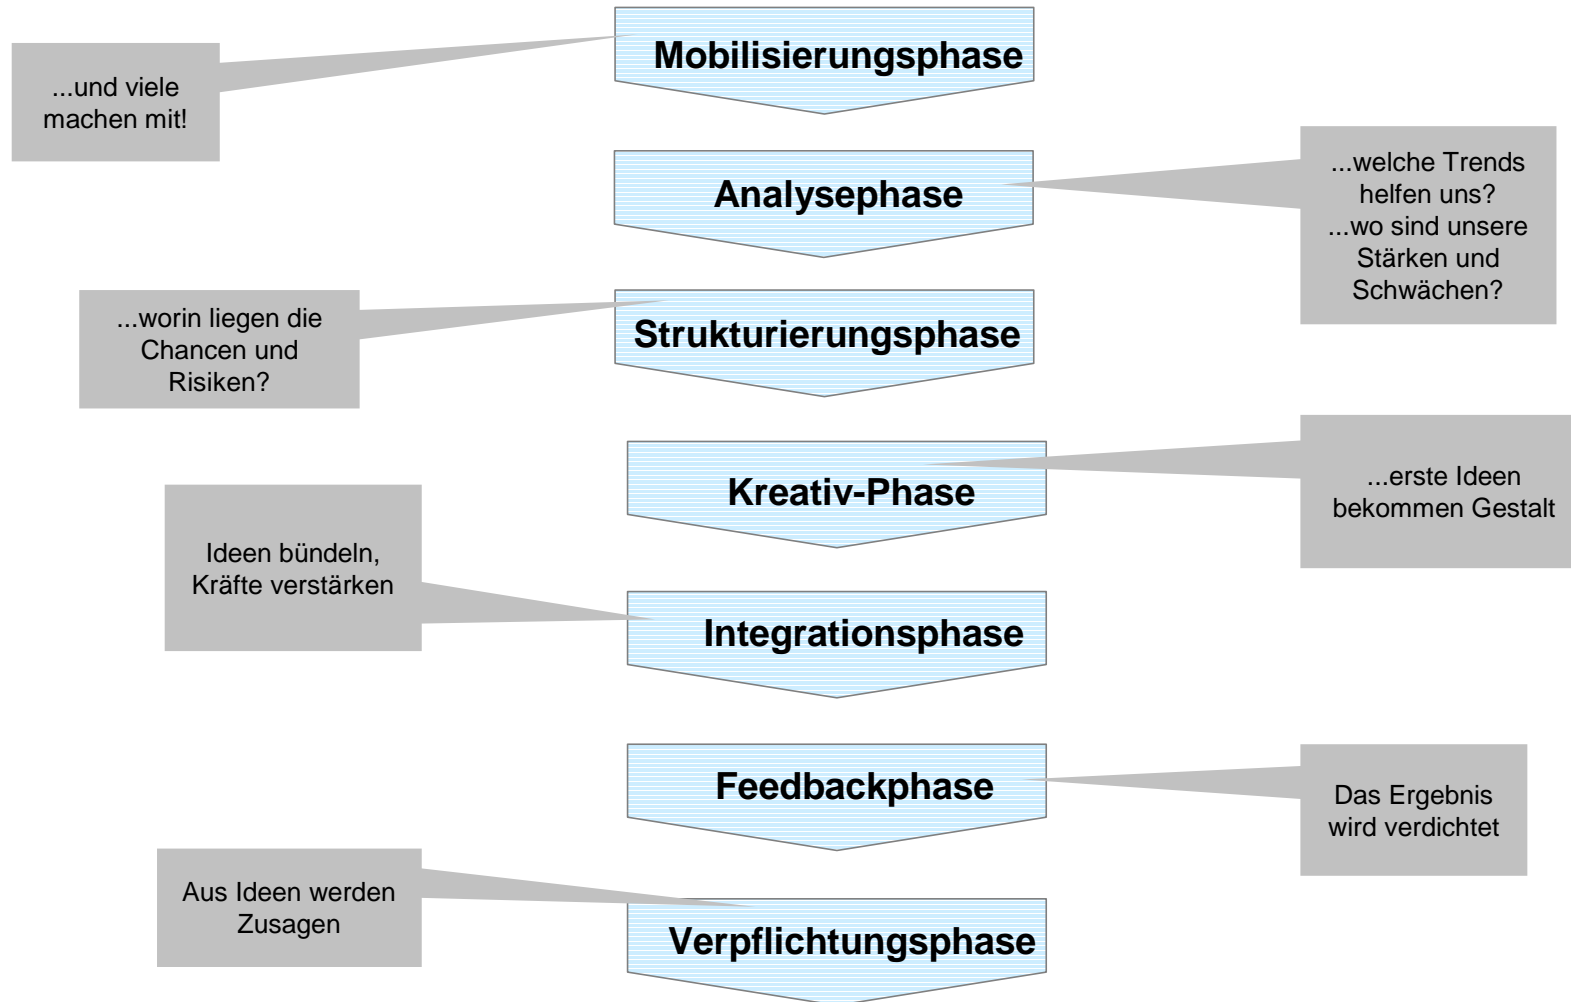 Mobilisierungsphase
...und viele
machen mit!
Analysephase
...welche Trends
helfen uns?
...wo sind unsere
Stärken und
Schwächen?
Strukturierungsphase
...worin liegen die
Chancen und
Risiken?
Kreativ-Phase
...erste Ideen
bekommen Gestalt
Ideen bündeln,
Kräfte verstärken
Integrationsphase
Feedbackphase
Das Ergebnis
wird verdichtet
Aus Ideen werden
Zusagen
Verpflichtungsphase